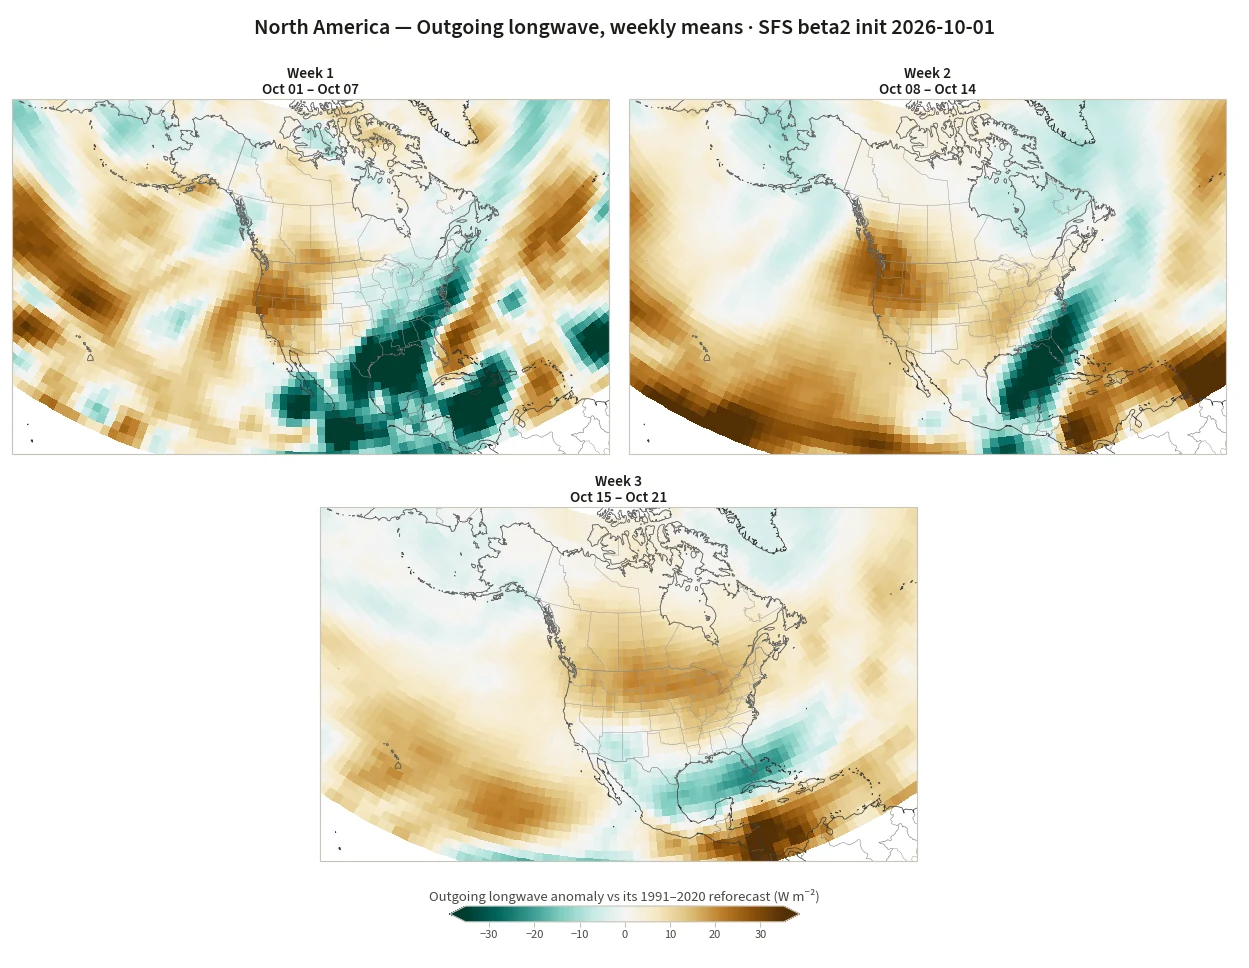 North America — Outgoing longwave, weekly means · SFS beta2 init 2026-10-01
Week 1
Oct 01 – Oct 07
Week 2
Oct 08 – Oct 14
Week 3
Oct 15 – Oct 21
Outgoing longwave anomaly vs its 1991–2020 reforecast (W m⁻²)
−30 −20 −10 0 10 20 30